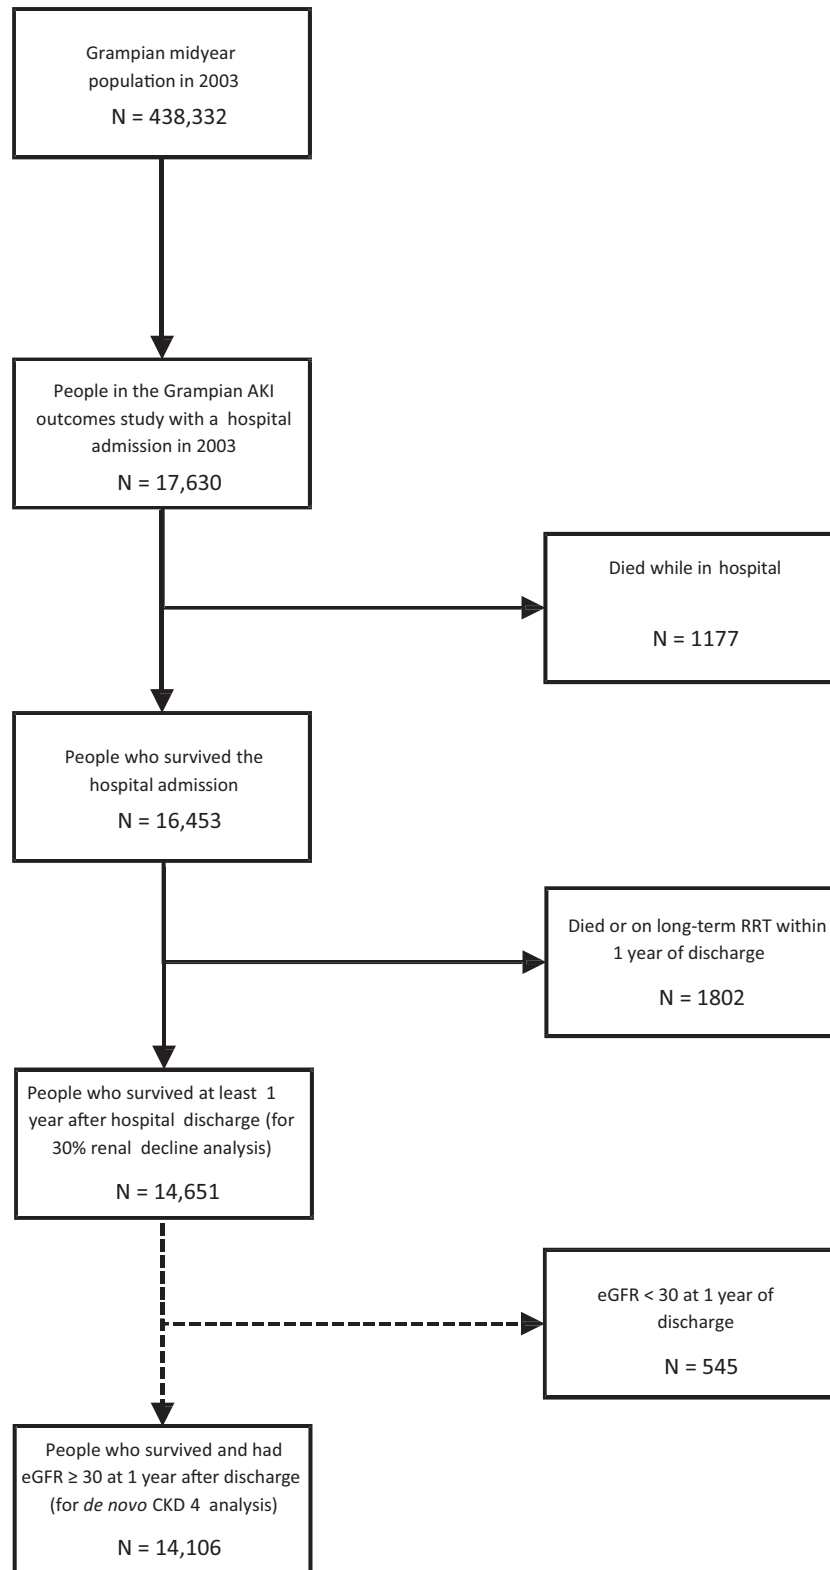 Grampian midyear
population in 2003
N = 438,332
People in the Grampian AKI
outcomes study with a hospital
admission in 2003
N = 17,630
Died while in hospital
N = 1177
People who survived the
hospital admission
N = 16,453
Died or on long-term RRT within
1 year of discharge
N = 1802
People who survived at least 1
year after hospital discharge (for
30% renal decline analysis)
N = 14,651
eGFR < 30 at 1 year of
discharge
N = 545
People who survived and had
eGFR ≥ 30 at 1 year after discharge
(for de novo CKD 4 analysis)
N = 14,106